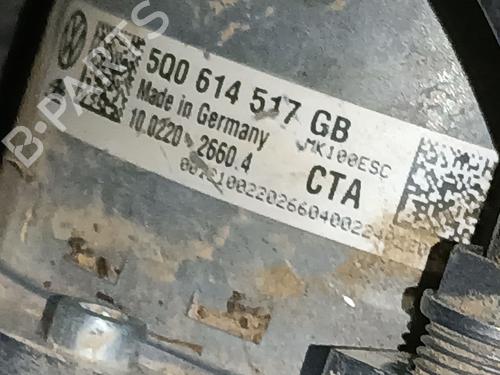 B-PARTS
5Q0 614 517 GB
Made in Germany MK100ESC
10.0220-2660.4 CTA